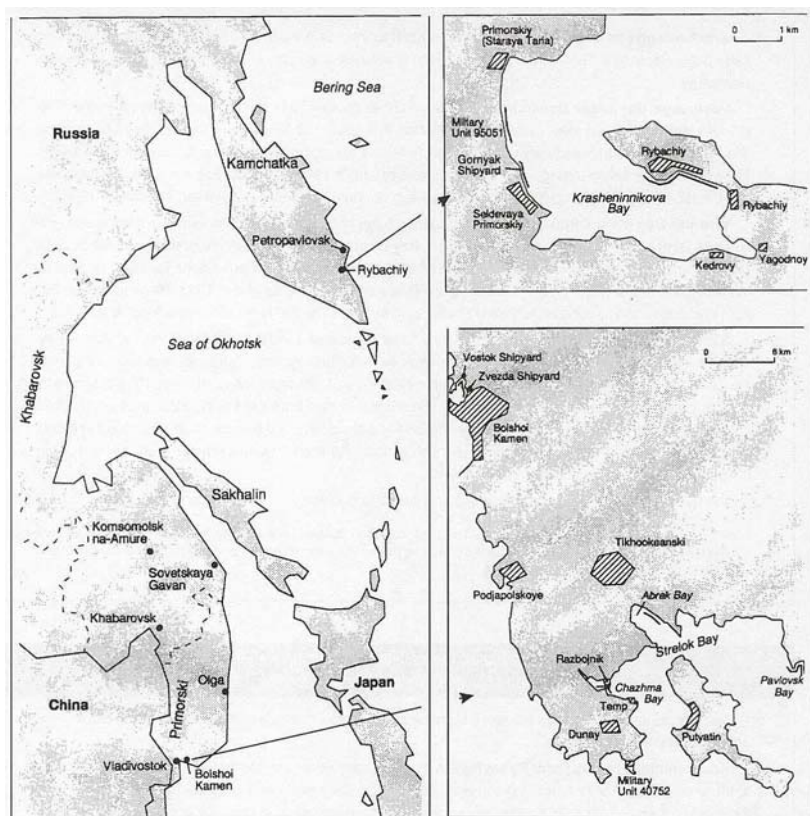 Bering Sea
Russia
Kamchatka
Petropavlovsk
Rybachiy
Sea of Okhotsk
Khabarovsk
Sakhalin
Komsomolsk
na-Amure
Sovetskaya
Gavan
Khabarovsk
Primorski
Olga
China
Japan
Vladivostok
Bolshoi
Kamen
Primorskiy
(Staraya Tarla)
0
1 km
Military
Unit 95051
Gornyak
Shipyard
Rybachiy
Krasheninnikova
Bay
Rybachiy
Seldevaya
Primorskiy
Yagodnoy
Kedrovy
0
6 km
Vostok Shipyard
Zvezda Shipyard
Bolshoi
Kamen
Tikhookeanski
Podjapolskoye
Abrek Bay
Strelok Bay
Razbojnik
Chazhma
Bay
Pavlovsk
Bay
Temp
Dunay
Putyatin
Military
Unit 40752